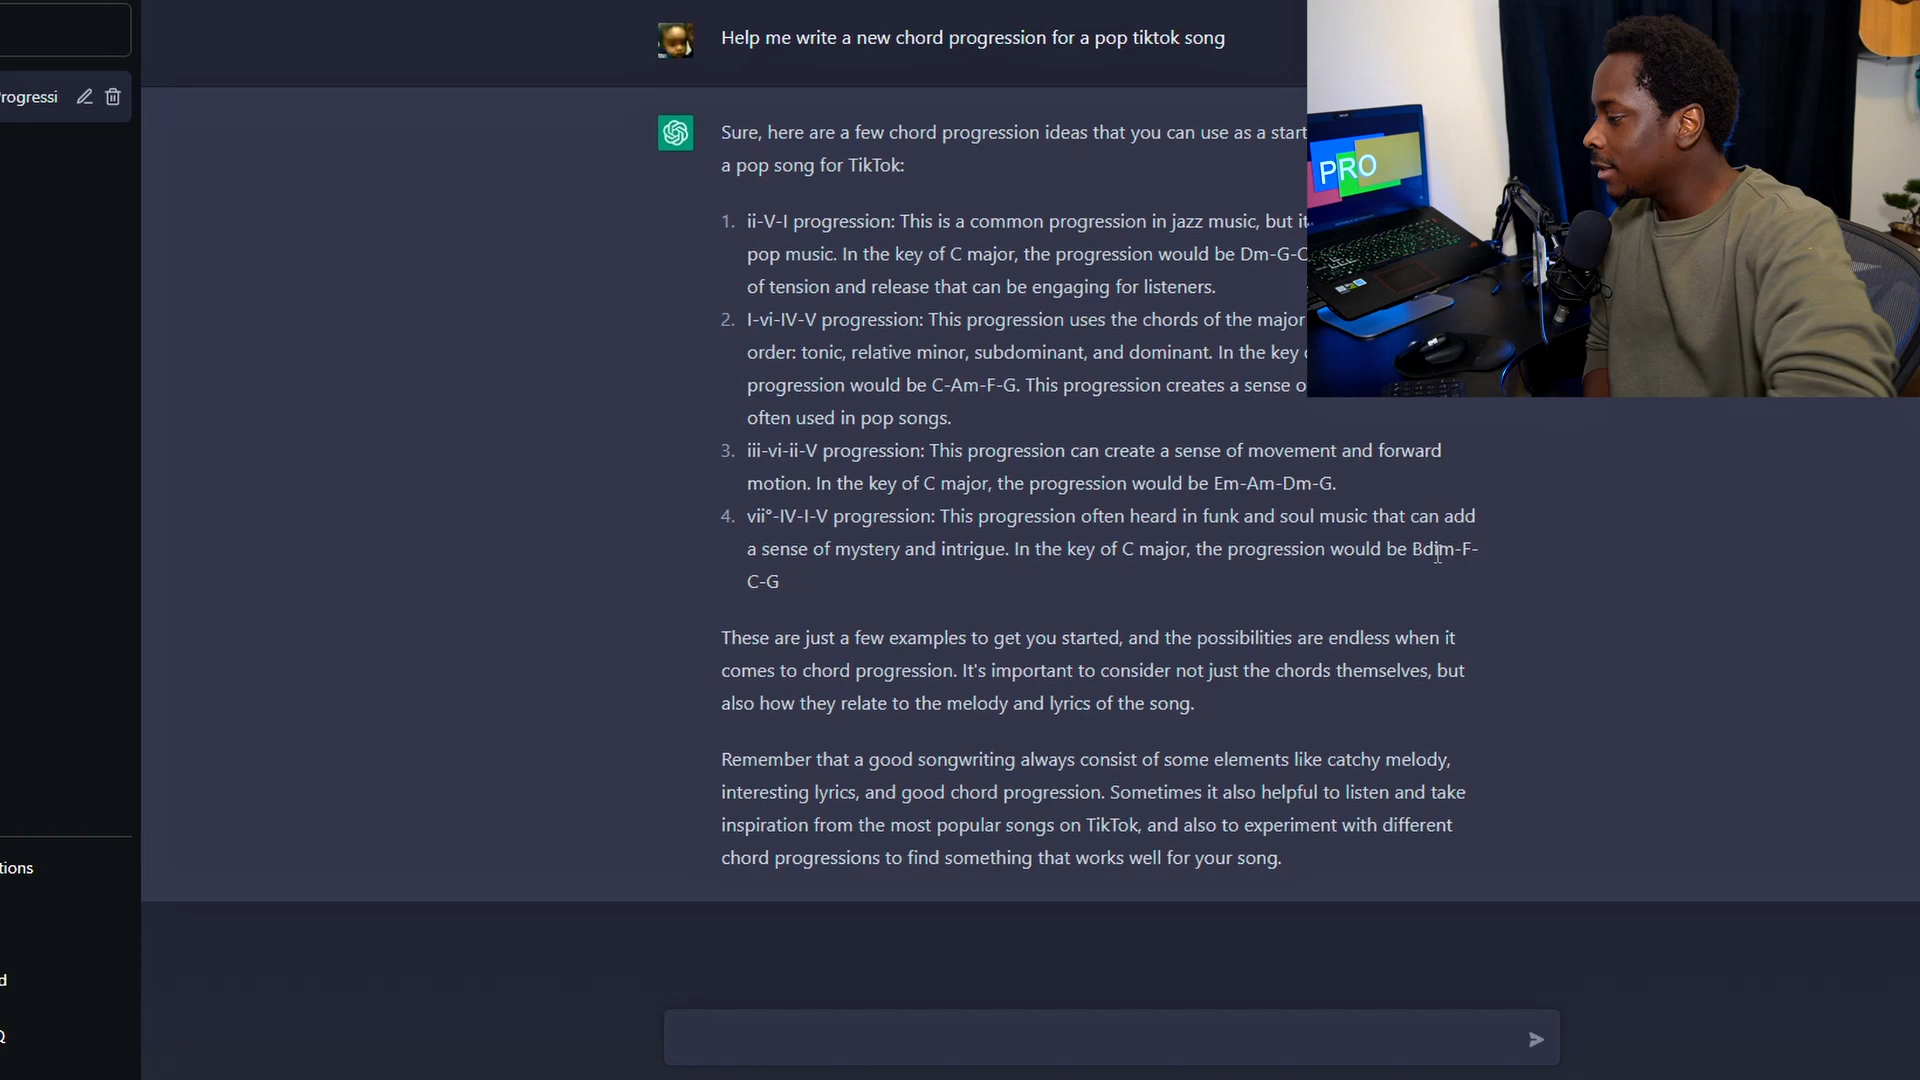 Help me write a new chord progression for a pop tiktok song
rogressi
Sure, here are a few chord progression ideas that you can use as a start
a pop song for TikTok:
PRO
1. ii-V-I progression: This is a common progression in jazz music, but it
pop music. In the key of C major, the progression would be Dm-G-C
of tension and release that can be engaging for listeners.
2. I-vi-IV-V progression: This progression uses the chords of the major
order: tonic, relative minor, subdominant, and dominant. In the key
progression would be C-Am-F-G. This progression creates a sense o
often used in pop songs.
3. iii-vi-ii-V progression: This progression can create a sense of movement and forward
motion. In the key of C major, the progression would be Em-Am-Dm-G.
4. vii°-IV-I-V progression: This progression often heard in funk and soul music that can add
a sense of mystery and intrigue. In the key of C major, the progression would be Bdim-F-
C-G
These are just a few examples to get you started, and the possibilities are endless when it
comes to chord progression. It's important to consider not just the chords themselves, but
also how they relate to the melody and lyrics of the song.
Remember that a good songwriting always consist of some elements like catchy melody,
interesting lyrics, and good chord progression. Sometimes it also helpful to listen and take
inspiration from the most popular songs on TikTok, and also to experiment with different
chord progressions to find something that works well for your song.
tions
d
Q